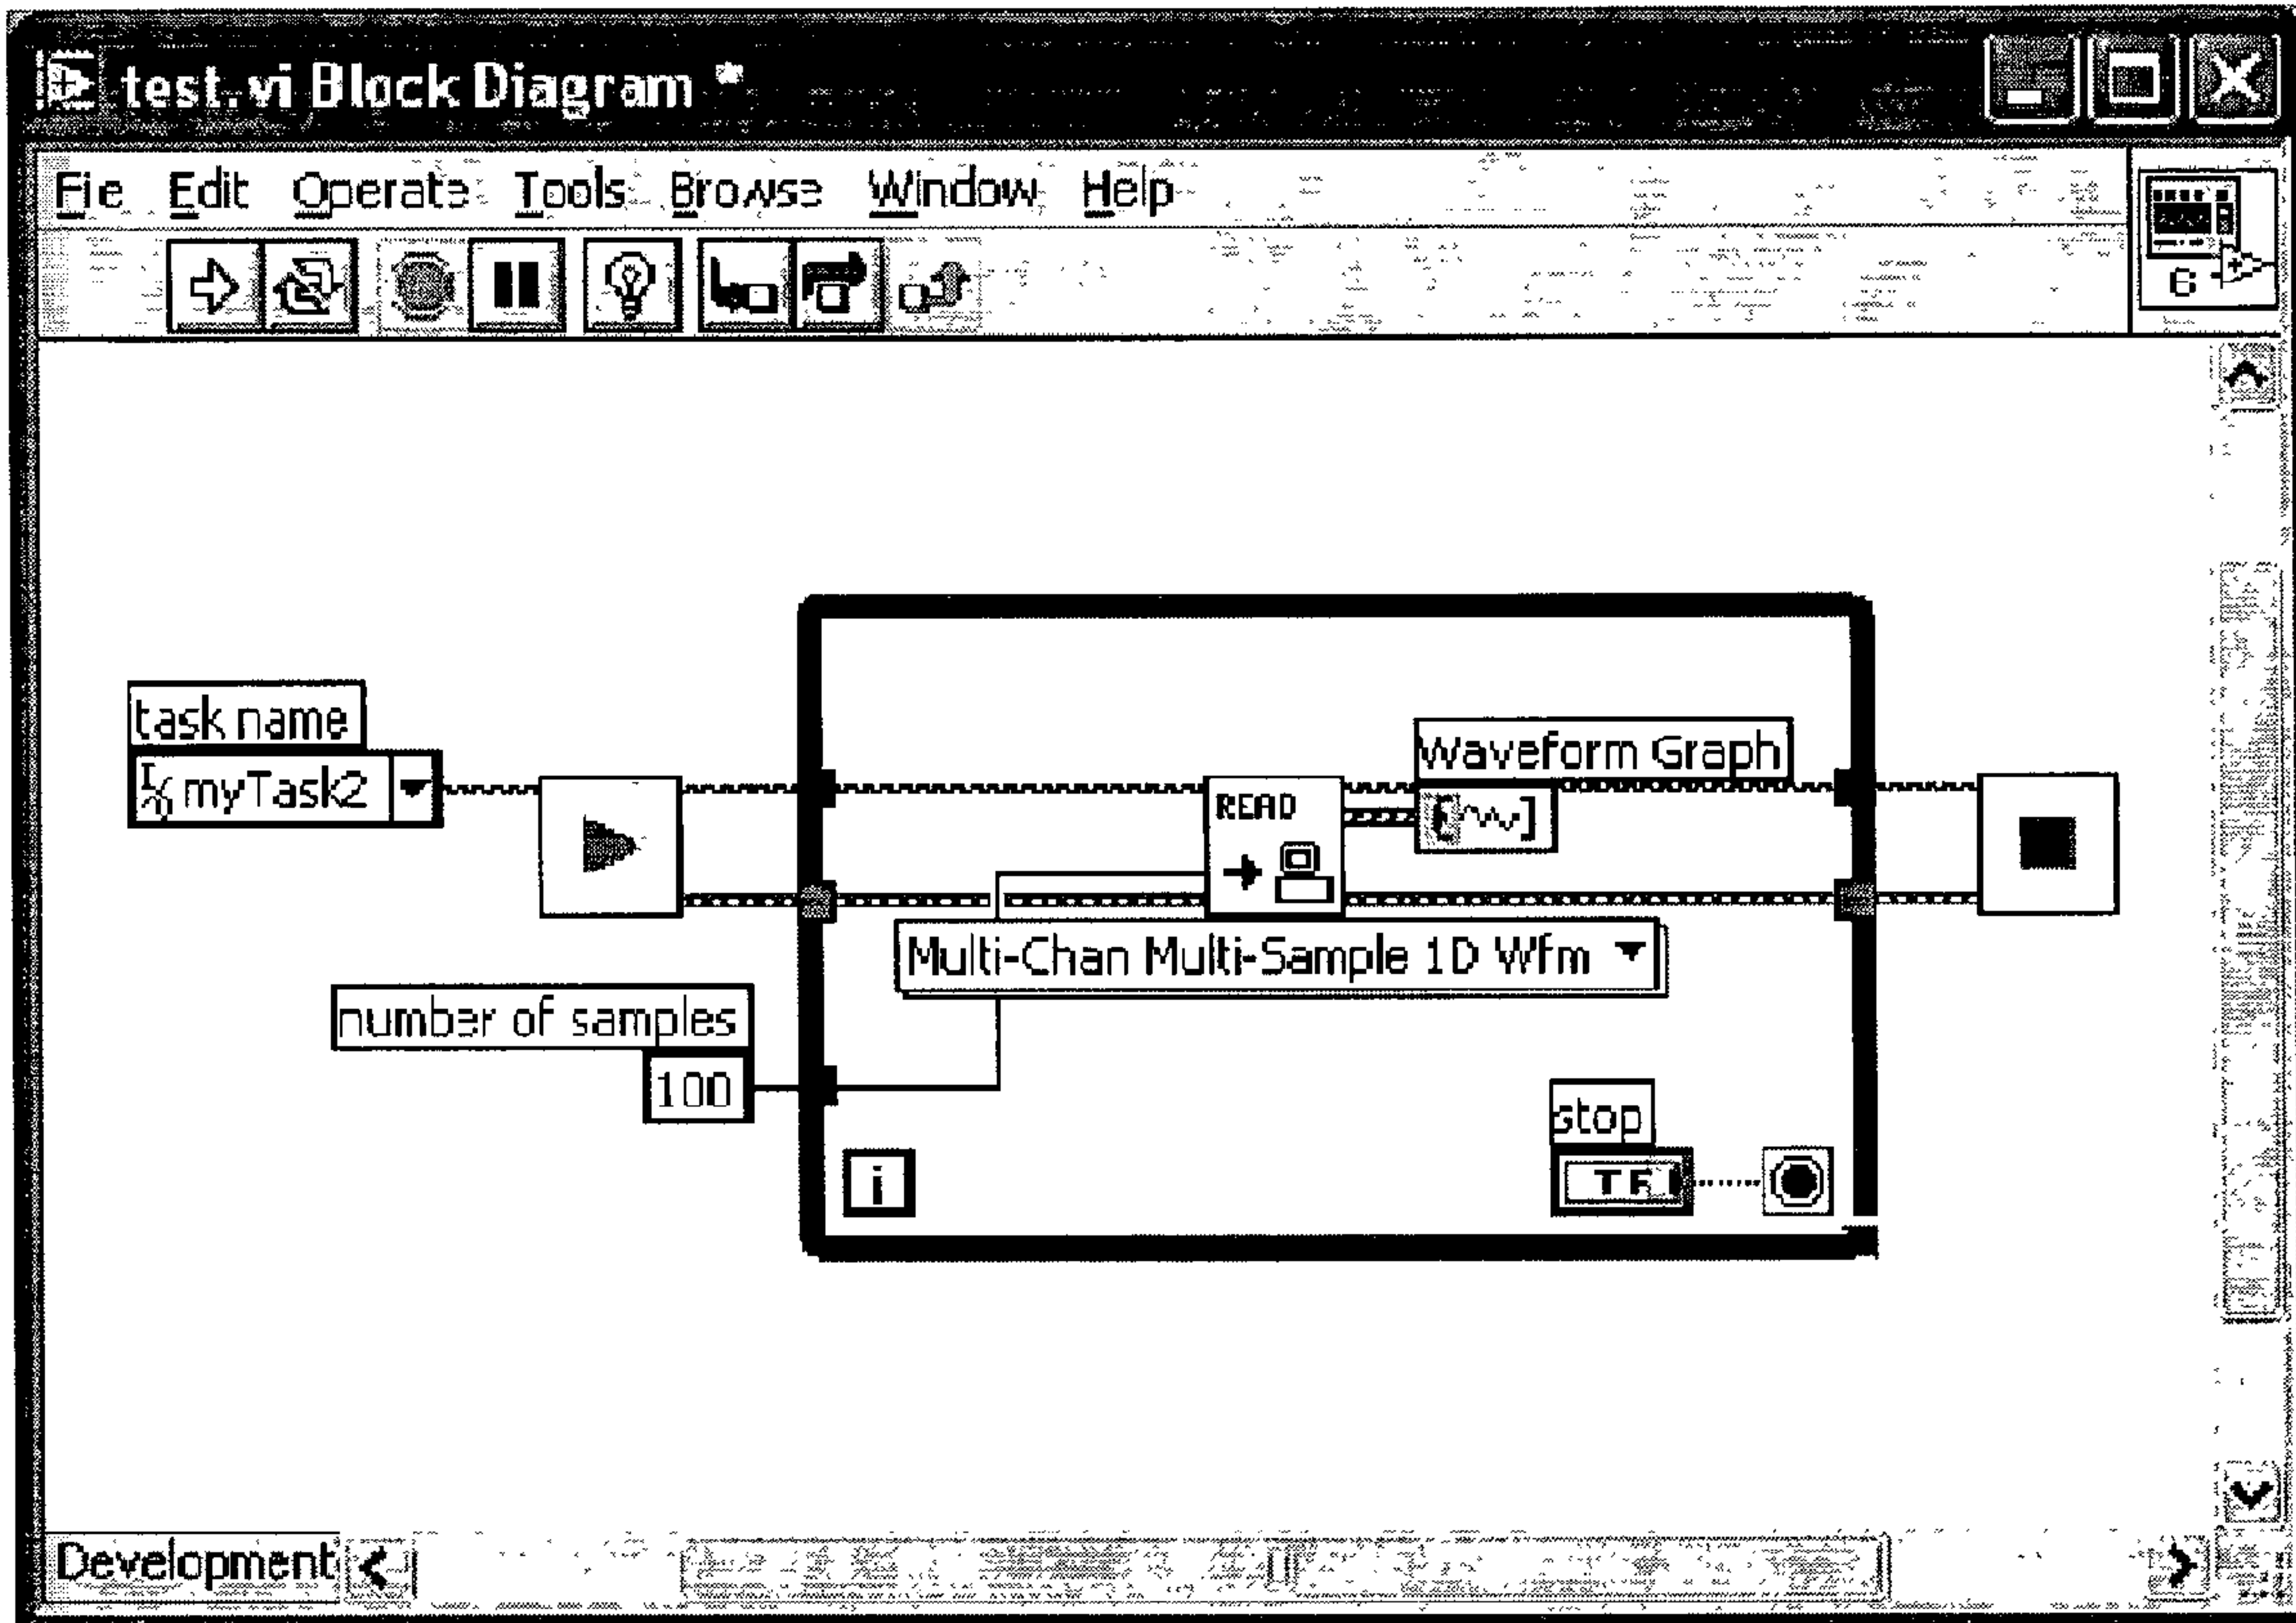 test.vi Block Diagram *
File Edit Operate Tools Browse Window Help
6
task name
I/O myTask2
Waveform Graph
READ
Multi-Chan Multi-Sample 1D Wfm
number of samples
100
stop
i
TF
Development